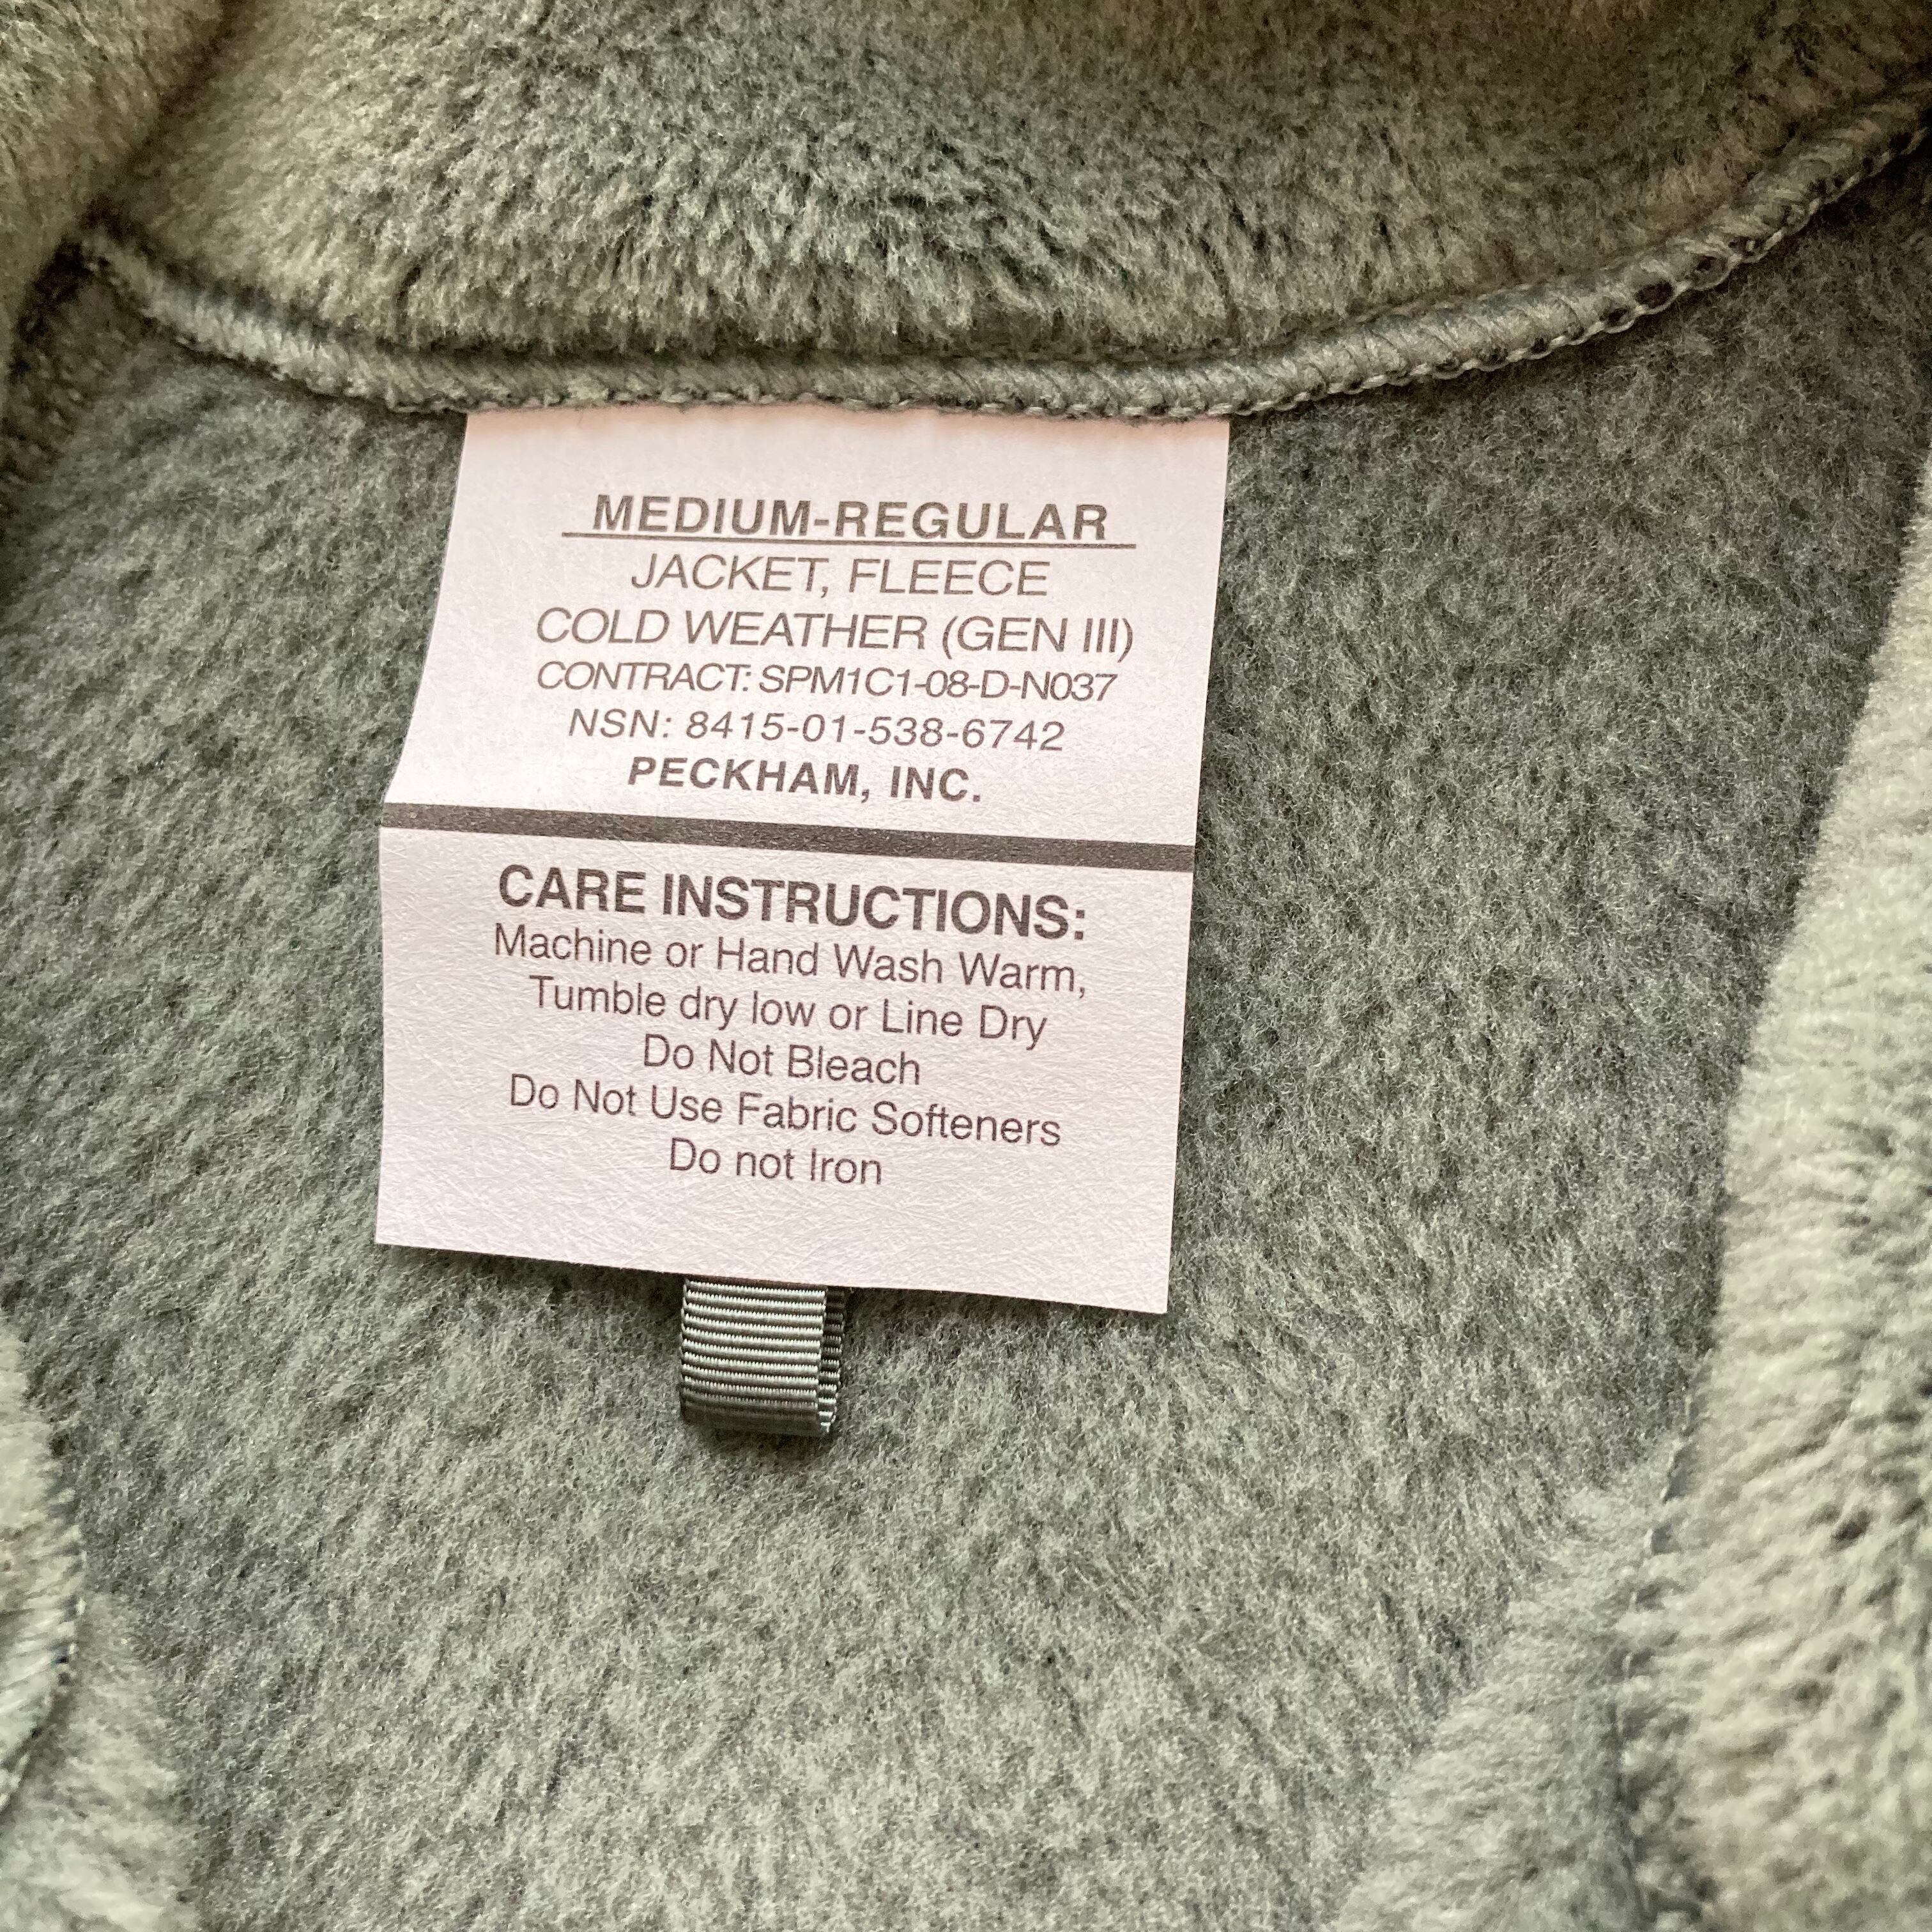 MEDIUM-REGULAR
JACKET, FLEECE
COLD WEATHER (GEN III)
CONTRACT: SPM1C1-08-D-N037
NSN: 8415-01-538-6742
PECKHAM, INC.
CARE INSTRUCTIONS:
Machine or Hand Wash Warm,
Tumble dry low or Line Dry
Do Not Bleach
Do Not Use Fabric Softeners
Do not Iron